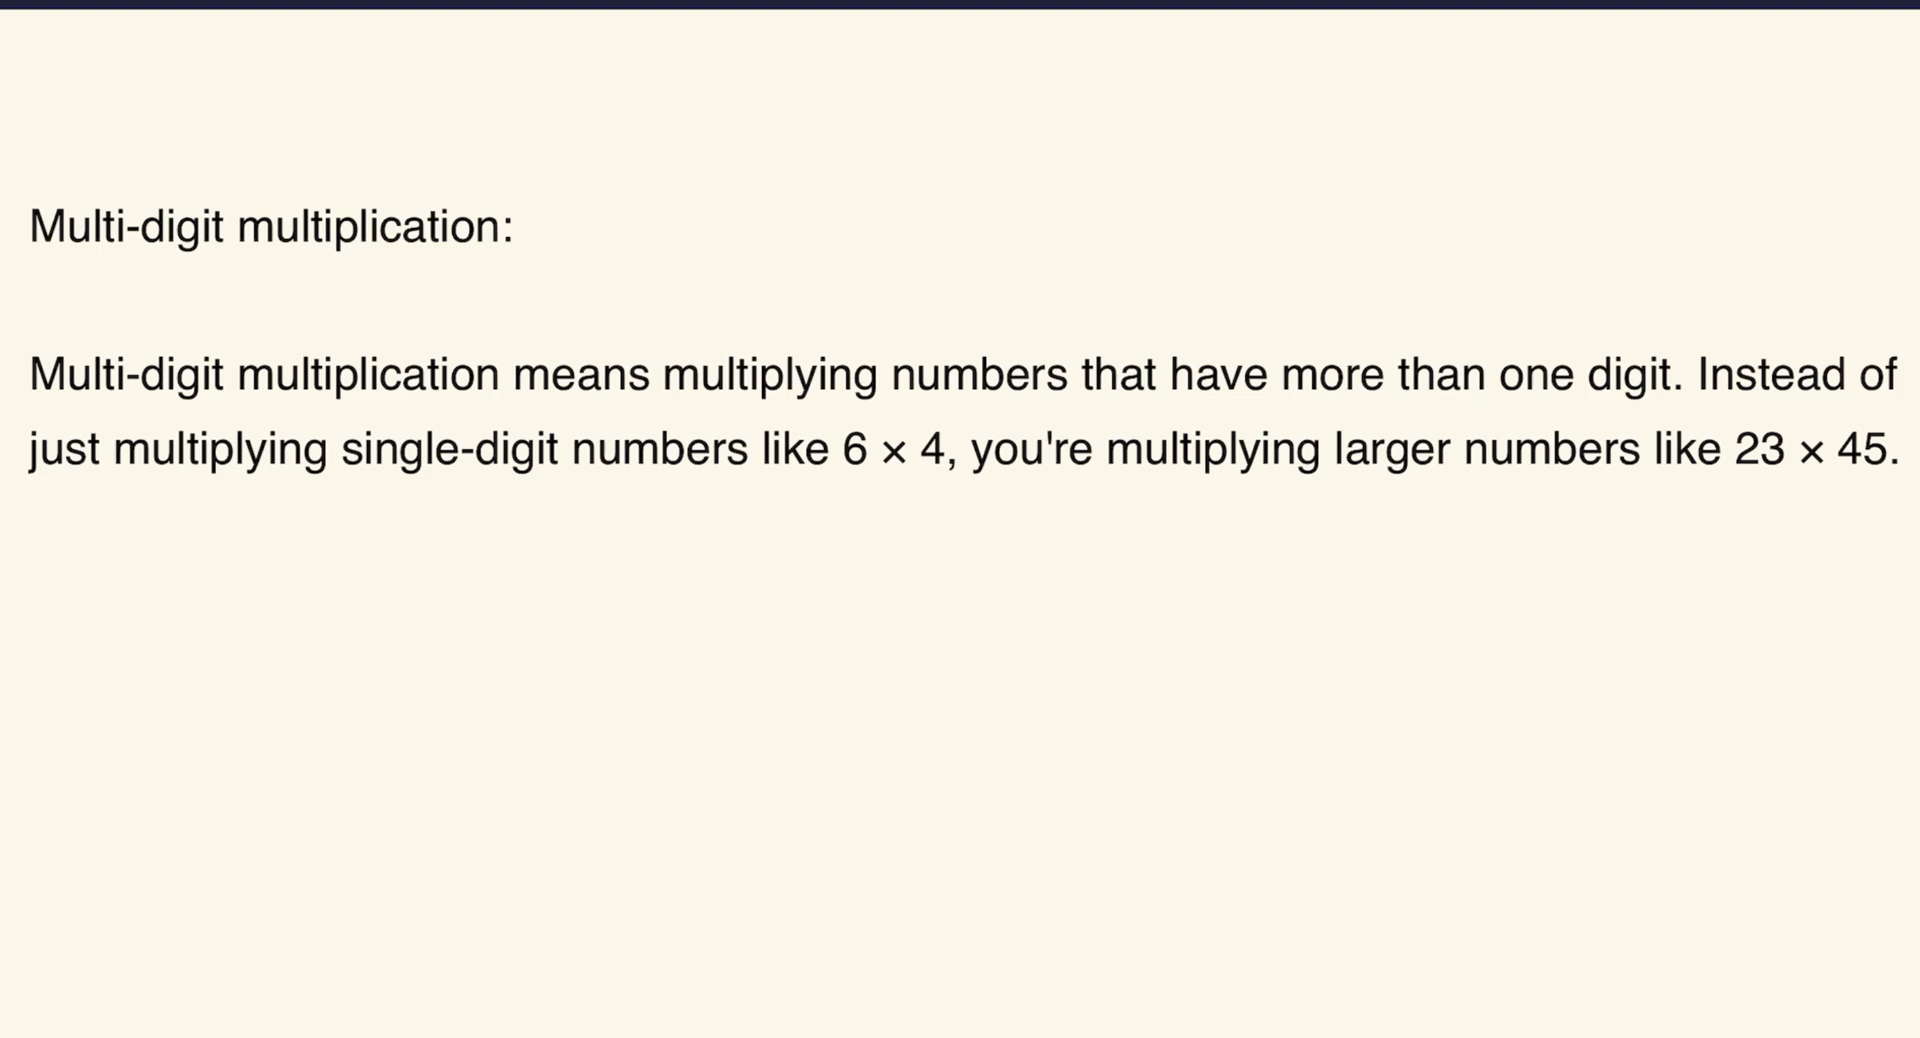 Multi-digit multiplication:
Multi-digit multiplication means multiplying numbers that have more than one digit. Instead of
just multiplying single-digit numbers like 6 × 4, you're multiplying larger numbers like 23 × 45.